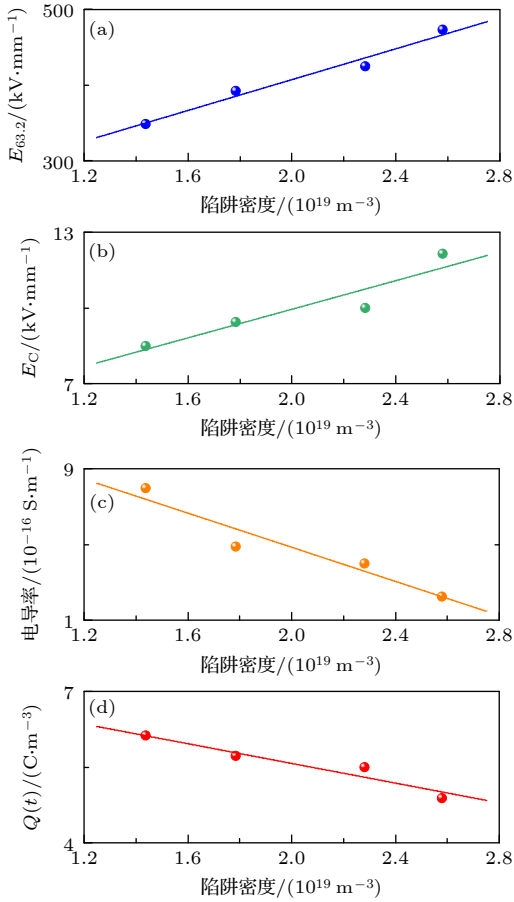 500
(a)
E63.2/(kV·mm−1)
300
1.2 1.6 2.0 2.4 2.8
陷阱密度/(10¹⁹ m⁻³)
13
(b)
EC/(kV·mm−1)
7
1.2 1.6 2.0 2.4 2.8
陷阱密度/(10¹⁹ m⁻³)
9
(c)
电导率/(10⁻¹⁶ S·m⁻¹)
1
1.2 1.6 2.0 2.4 2.8
陷阱密度/(10¹⁹ m⁻³)
7
(d)
Q(t)/(C·m⁻³)
4
1.2 1.6 2.0 2.4 2.8
陷阱密度/(10¹⁹ m⁻³)